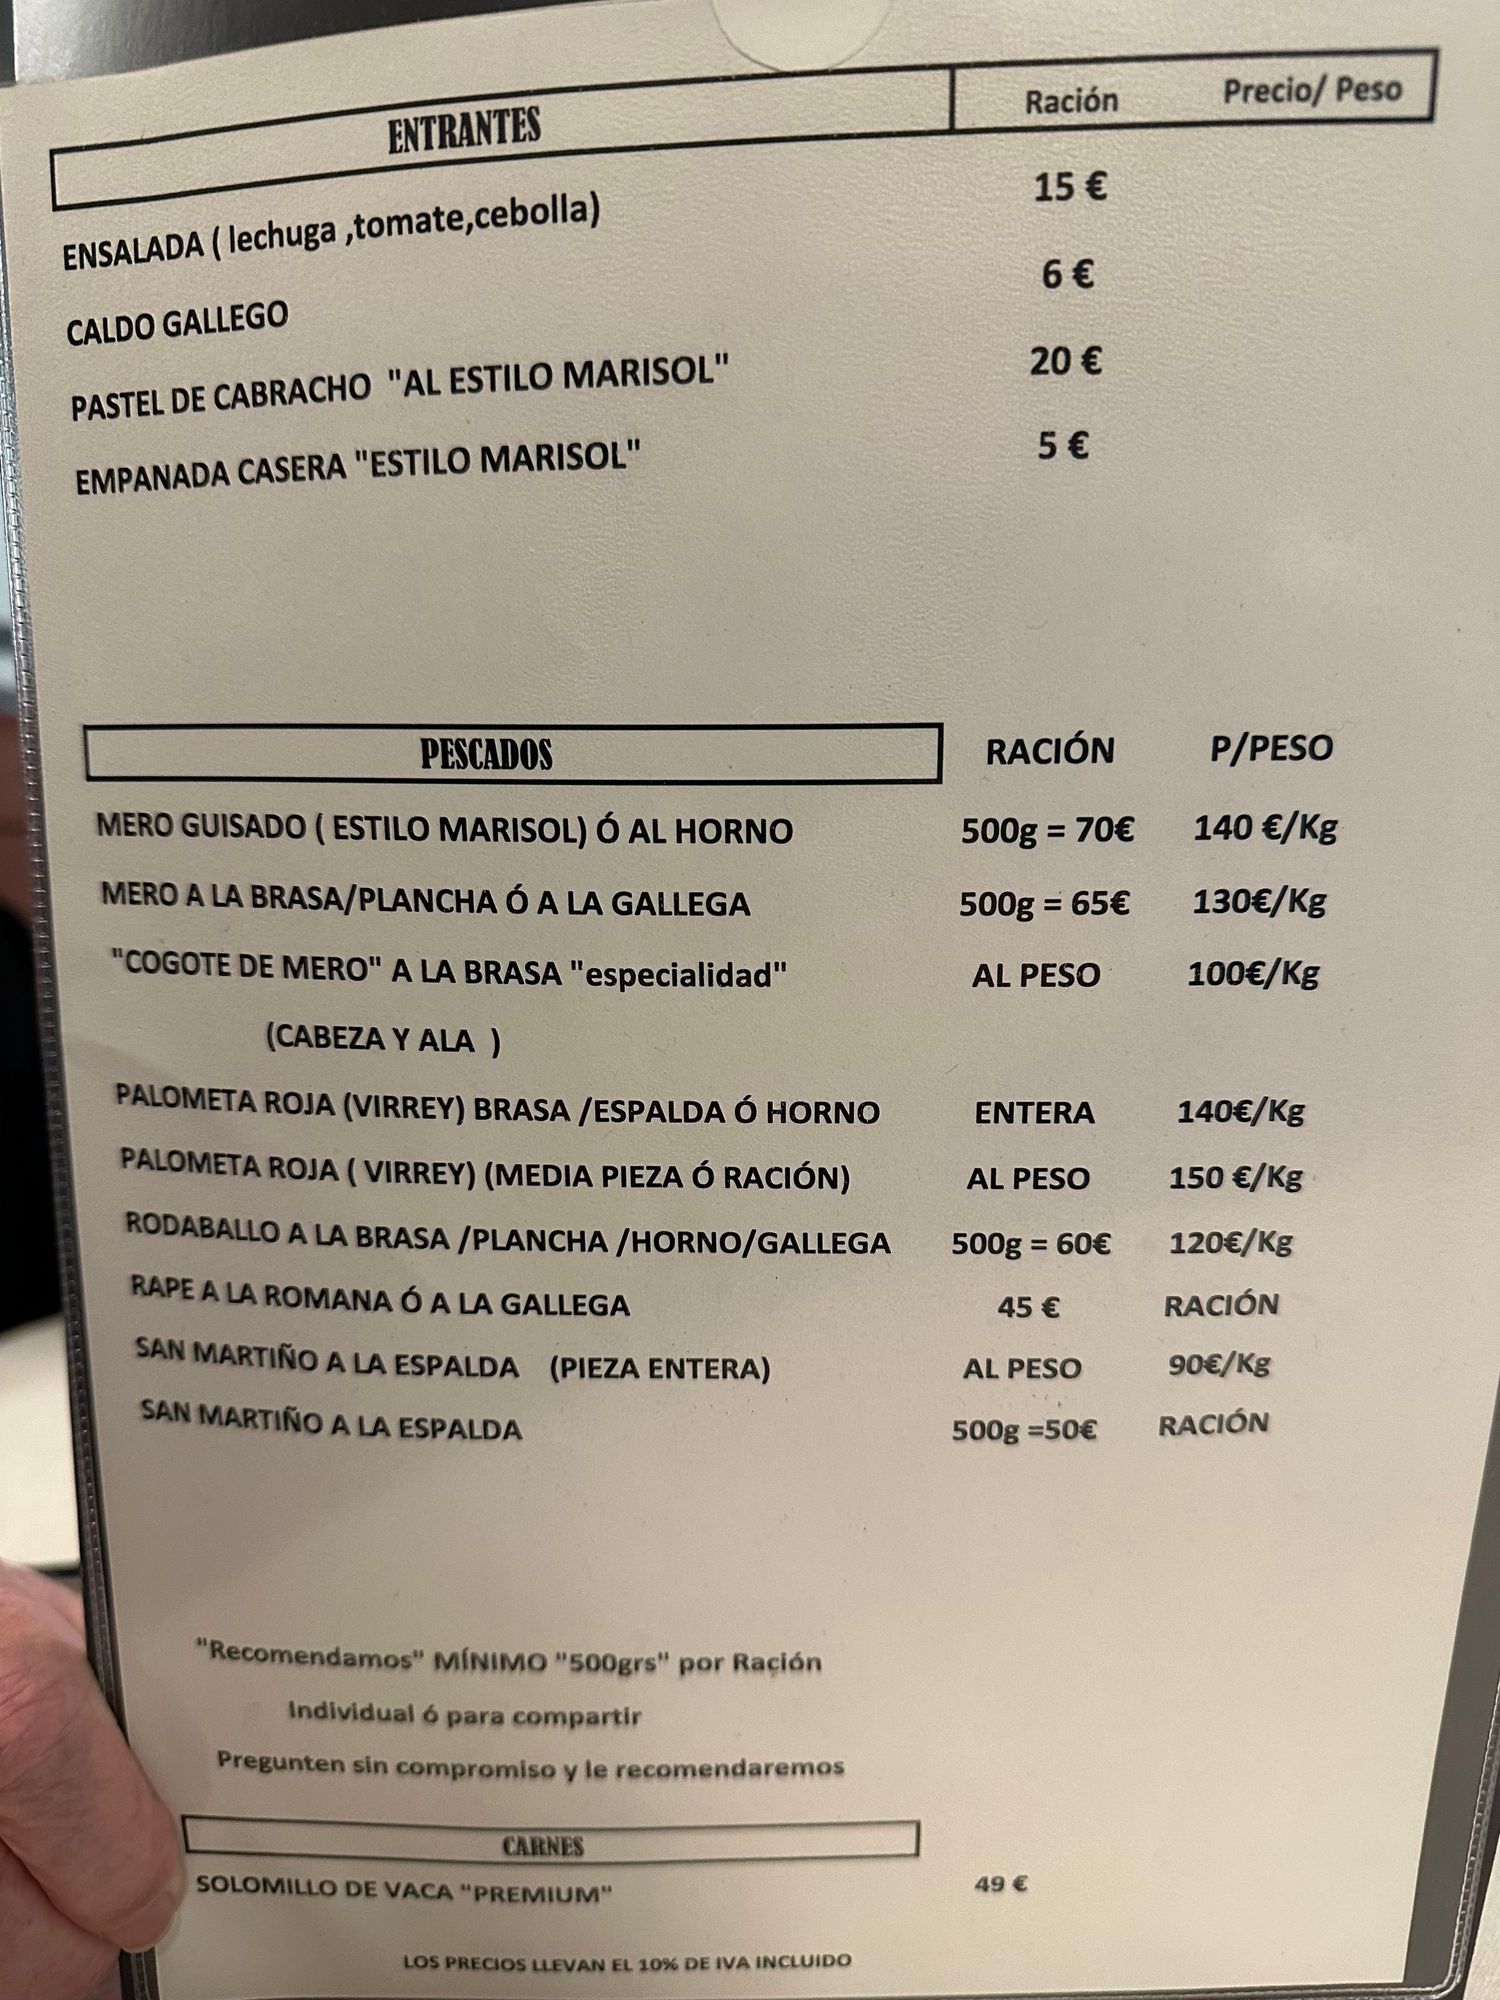 ENTRANTES Ración Precio/ Peso
ENSALADA ( lechuga ,tomate,cebolla) 15 €
CALDO GALLEGO 6 €
PASTEL DE CABRACHO "AL ESTILO MARISOL" 20 €
EMPANADA CASERA "ESTILO MARISOL" 5 €
PESCADOS RACIÓN P/PESO
MERO GUISADO ( ESTILO MARISOL) Ó AL HORNO 500g = 70€ 140 €/Kg
MERO A LA BRASA/PLANCHA Ó A LA GALLEGA 500g = 65€ 130€/Kg
"COGOTE DE MERO" A LA BRASA "especialidad" AL PESO 100€/Kg
(CABEZA Y ALA )
PALOMETA ROJA (VIRREY) BRASA /ESPALDA Ó HORNO ENTERA 140€/Kg
PALOMETA ROJA ( VIRREY) (MEDIA PIEZA Ó RACIÓN) AL PESO 150 €/Kg
RODABALLO A LA BRASA /PLANCHA /HORNO/GALLEGA 500g = 60€ 120€/Kg
RAPE A LA ROMANA Ó A LA GALLEGA 45 € RACIÓN
SAN MARTIÑO A LA ESPALDA (PIEZA ENTERA) AL PESO 90€/Kg
SAN MARTIÑO A LA ESPALDA 500g =50€ RACIÓN
"Recomendamos" MÍNIMO "500grs" por Ración
Individual ó para compartir
Pregunten sin compromiso y le recomendaremos
CARNES
SOLOMILLO DE VACA "PREMIUM" 49 €
LOS PRECIOS LLEVAN EL 10% DE IVA INCLUIDO